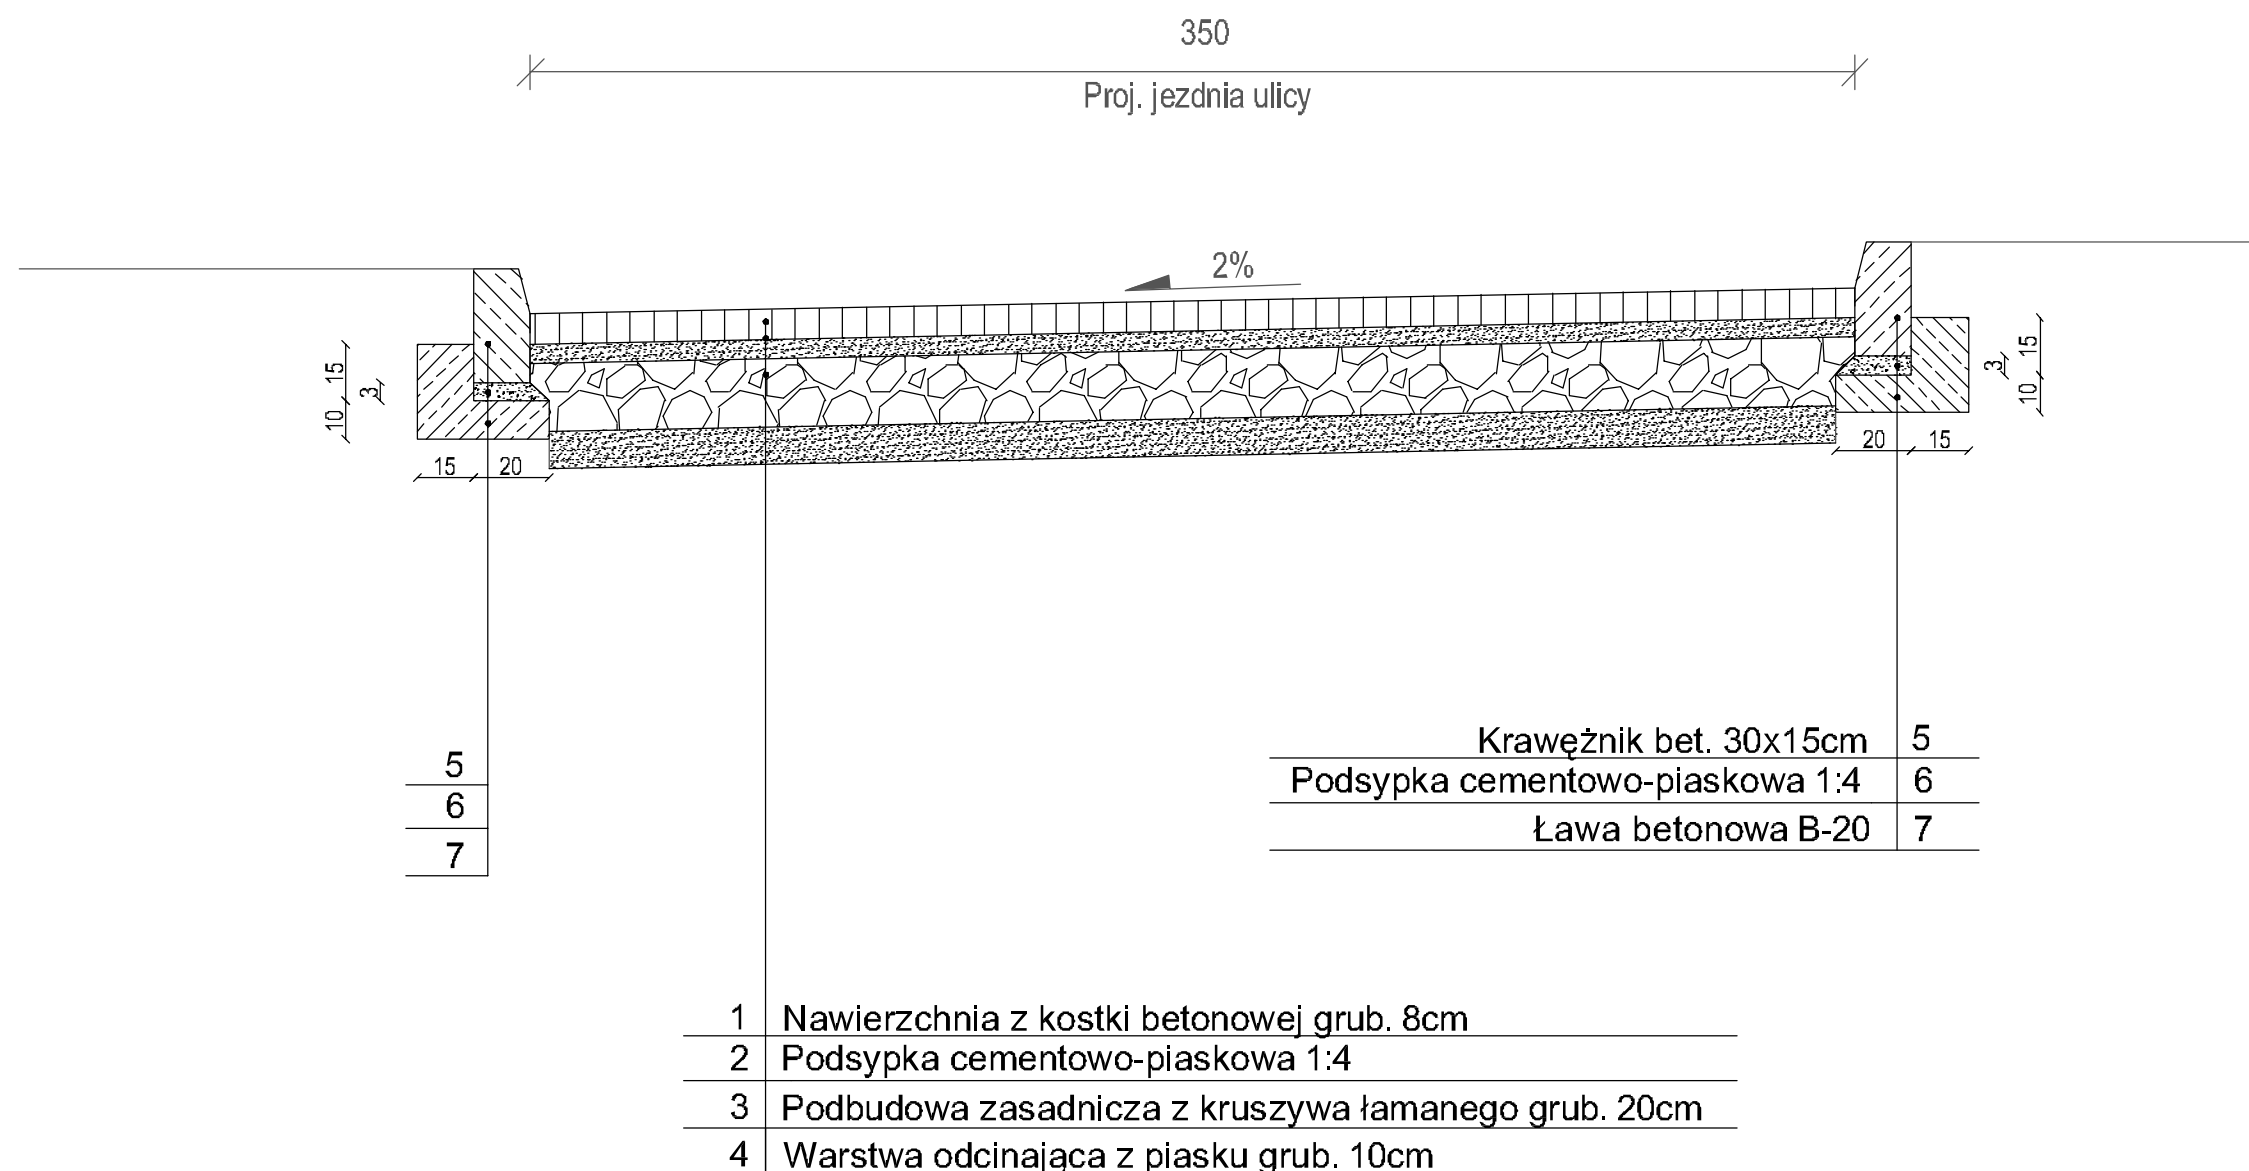 350
Proj. jezdnia ulicy
2%
15
3
10
15
20
15
3
10
20
15
5
6
7
Krawężnik bet. 30x15cm 5
Podsypka cementowo-piaskowa 1:4 6
Ława betonowa B-20 7
1 Nawierzchnia z kostki betonowej grub. 8cm
2 Podsypka cementowo-piaskowa 1:4
3 Podbudowa zasadnicza z kruszywa łamanego grub. 20cm
4 Warstwa odcinająca z piasku grub. 10cm